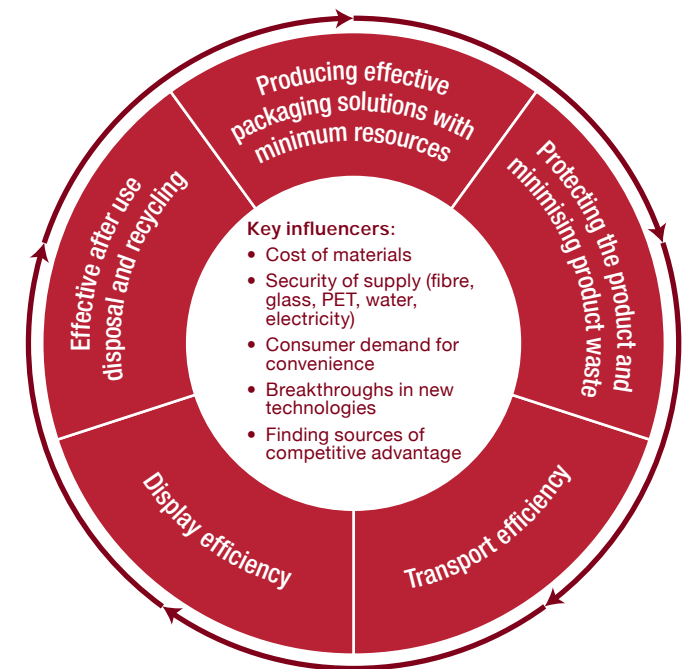 Producing effective
packaging solutions with
minimum resources
Protecting the product and
minimising product waste
Transport efficiency
Display efficiency
Effective after use
disposal and recycling
Key influencers:
• Cost of materials
• Security of supply (fibre,
glass, PET, water,
electricity)
• Consumer demand for
convenience
• Breakthroughs in new
technologies
• Finding sources of
competitive advantage